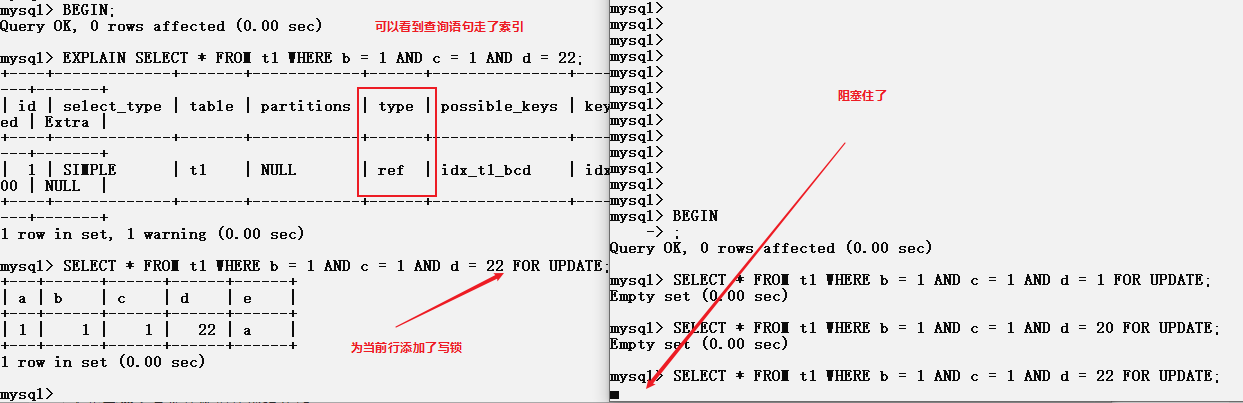 mysql> BEGIN;
Query OK, 0 rows affected (0.00 sec)
可以看到查询语句走了索引
mysql> EXPLAIN SELECT * FROM t1 WHERE b = 1 AND c = 1 AND d = 22;
+----+-------------+-------+------------+------+---------------+----
---+-------+
| id | select_type | table | partitions | type | possible_keys | key
ed | Extra |
+----+-------------+-------+------------+------+---------------+----
---+-------+
| 1 | SIMPLE | t1 | NULL | ref | idx_t1_bcd | idx
00 | NULL |
+----+-------------+-------+------------+------+---------------+----
---+-------+
1 row in set, 1 warning (0.00 sec)
mysql> SELECT * FROM t1 WHERE b = 1 AND c = 1 AND d = 22 FOR UPDATE;
+---+------+------+------+------+
| a | b | c | d | e |
+---+------+------+------+------+
| 1 | 1 | 1 | 22 | a |
+---+------+------+------+------+
1 row in set (0.00 sec)
为当前行添加了写锁
mysql>
mysql>
mysql>
mysql>
mysql>
mysql>
mysql>
mysql>
mysql>
mysql>
mysql>
mysql>
mysql>
mysql>
阻塞住了
mysql> BEGIN
-> ;
Query OK, 0 rows affected (0.00 sec)
mysql> SELECT * FROM t1 WHERE b = 1 AND c = 1 AND d = 1 FOR UPDATE;
Empty set (0.00 sec)
mysql> SELECT * FROM t1 WHERE b = 1 AND c = 1 AND d = 20 FOR UPDATE;
Empty set (0.00 sec)
mysql> SELECT * FROM t1 WHERE b = 1 AND c = 1 AND d = 22 FOR UPDATE;